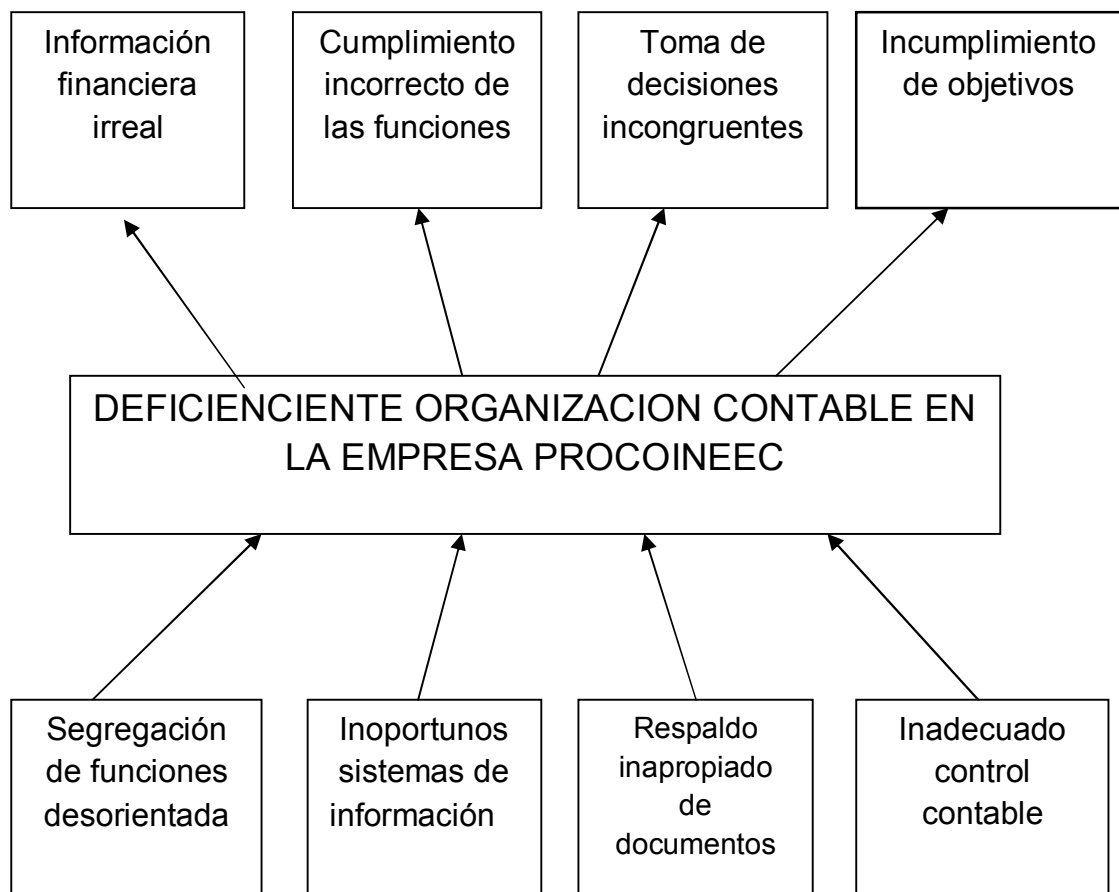 Información
financiera
irreal
Cumplimiento
incorrecto de
las funciones
Toma de
decisiones
incongruentes
Incumplimiento
de objetivos
DEFICIENCIENTE ORGANIZACION CONTABLE EN
LA EMPRESA PROCOINEEC
Segregación
de funciones
desorientada
Inoportunos
sistemas de
información
Respaldo
inapropiado
de
documentos
Inadecuado
control
contable